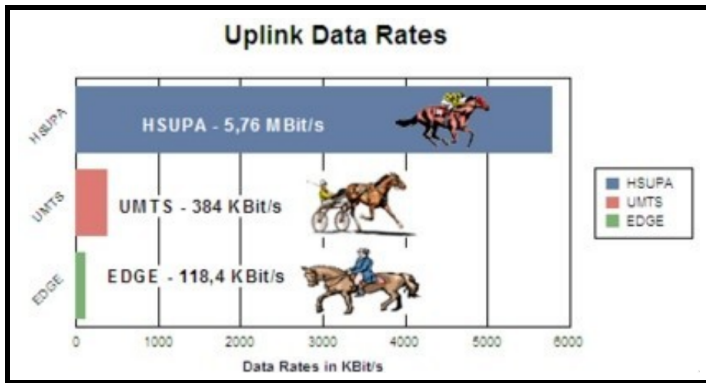 Uplink Data Rates
HSUPA
HSUPA - 5,76 MBit/s
UMTS
UMTS - 384 KBit/s
EDGE
EDGE - 118,4 KBit/s
HSUPA
UMTS
EDGE
0 1000 2000 3000 4000 5000 6000
Data Rates in KBit/s